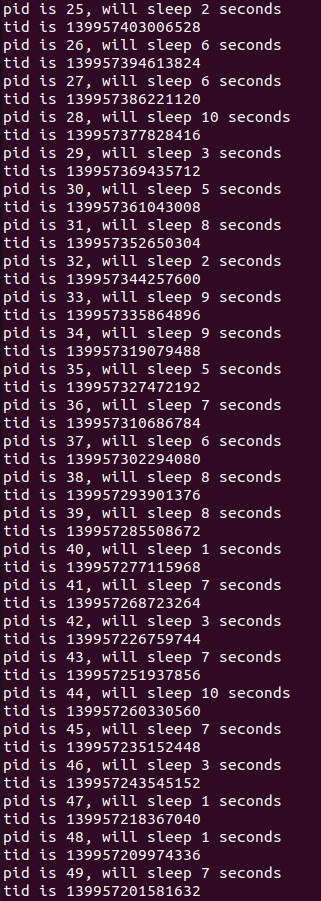 pid is 25, will sleep 2 seconds
tid is 139957403006528
pid is 26, will sleep 6 seconds
tid is 139957394613824
pid is 27, will sleep 6 seconds
tid is 139957386221120
pid is 28, will sleep 10 seconds
tid is 139957377828416
pid is 29, will sleep 3 seconds
tid is 139957369435712
pid is 30, will sleep 5 seconds
tid is 139957361043008
pid is 31, will sleep 8 seconds
tid is 139957352650304
pid is 32, will sleep 2 seconds
tid is 139957344257600
pid is 33, will sleep 9 seconds
tid is 139957335864896
pid is 34, will sleep 9 seconds
tid is 139957319079488
pid is 35, will sleep 5 seconds
tid is 139957327472192
pid is 36, will sleep 7 seconds
tid is 139957310686784
pid is 37, will sleep 6 seconds
tid is 139957302294080
pid is 38, will sleep 8 seconds
tid is 139957293901376
pid is 39, will sleep 8 seconds
tid is 139957285508672
pid is 40, will sleep 1 seconds
tid is 139957277115968
pid is 41, will sleep 7 seconds
tid is 139957268723264
pid is 42, will sleep 3 seconds
tid is 139957226759744
pid is 43, will sleep 7 seconds
tid is 139957251937856
pid is 44, will sleep 10 seconds
tid is 139957260330560
pid is 45, will sleep 7 seconds
tid is 139957235152448
pid is 46, will sleep 3 seconds
tid is 139957243545152
pid is 47, will sleep 1 seconds
tid is 139957218367040
pid is 48, will sleep 1 seconds
tid is 139957209974336
pid is 49, will sleep 7 seconds
tid is 139957201581632